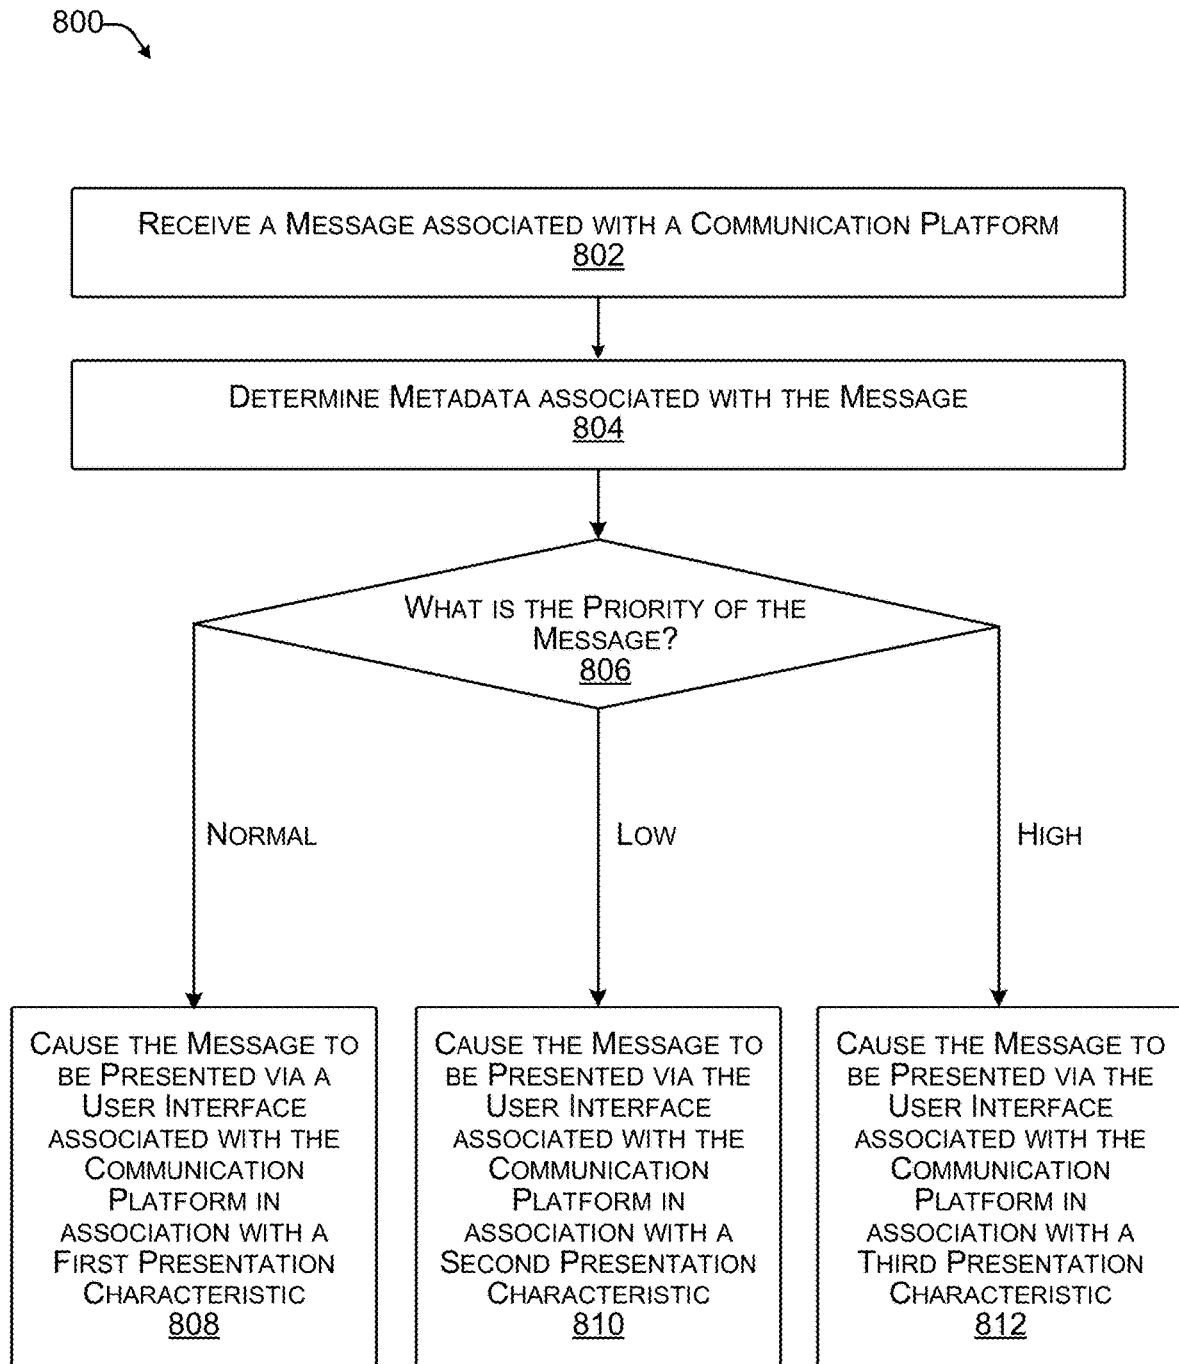 800
RECEIVE A MESSAGE ASSOCIATED WITH A COMMUNICATION PLATFORM
802
DETERMINE METADATA ASSOCIATED WITH THE MESSAGE
804
WHAT IS THE PRIORITY OF THE
MESSAGE?
806
NORMAL
LOW
HIGH
CAUSE THE MESSAGE TO
BE PRESENTED VIA A
USER INTERFACE
ASSOCIATED WITH THE
COMMUNICATION
PLATFORM IN
ASSOCIATION WITH A
FIRST PRESENTATION
CHARACTERISTIC
808
CAUSE THE MESSAGE TO
BE PRESENTED VIA THE
USER INTERFACE
ASSOCIATED WITH THE
COMMUNICATION
PLATFORM IN
ASSOCIATION WITH A
SECOND PRESENTATION
CHARACTERISTIC
810
CAUSE THE MESSAGE TO
BE PRESENTED VIA THE
USER INTERFACE
ASSOCIATED WITH THE
COMMUNICATION
PLATFORM IN
ASSOCIATION WITH A
THIRD PRESENTATION
CHARACTERISTIC
812